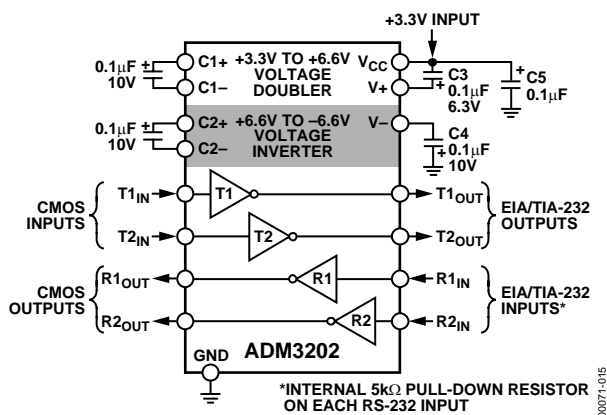 +3.3V INPUT
0.1μF
10V
+
C1+
C1–
+3.3V TO +6.6V
VOLTAGE
DOUBLER
VCC
V+
+
C3
0.1μF
6.3V
+
C5
0.1μF
0.1μF
10V
+
C2+
C2–
+6.6V TO –6.6V
VOLTAGE
INVERTER
V–
+
C4
0.1μF
10V
CMOS
INPUTS
T1IN
T1
T1OUT
T2IN
T2
T2OUT
EIA/TIA-232
OUTPUTS
CMOS
OUTPUTS
R1OUT
R1
R1IN
R2OUT
R2
R2IN
EIA/TIA-232
INPUTS*
GND
ADM3202
*INTERNAL 5kΩ PULL-DOWN RESISTOR
ON EACH RS-232 INPUT
00071-015